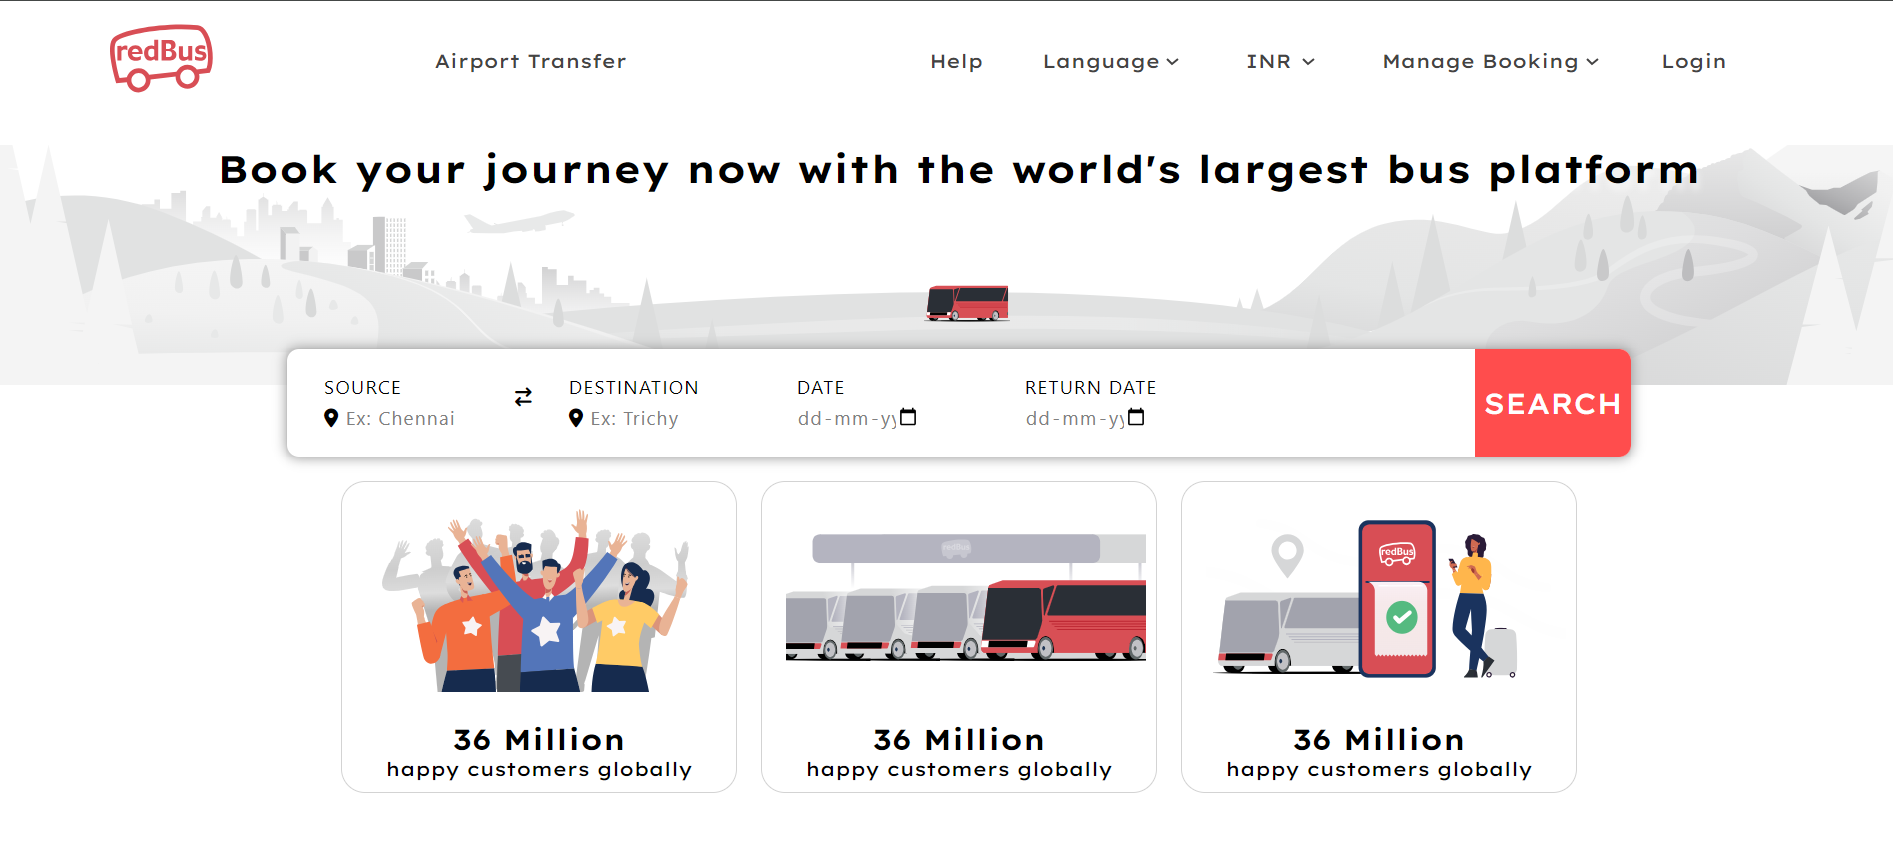 redBus
Airport Transfer
Help
Language
INR
Manage Booking
Login
Book your journey now with the world's largest bus platform
SOURCE
Ex: Chennai
DESTINATION
Ex: Trichy
DATE
dd-mm-yy
RETURN DATE
dd-mm-yy
SEARCH
redBus
redBus
36 Million
happy customers globally
36 Million
happy customers globally
36 Million
happy customers globally